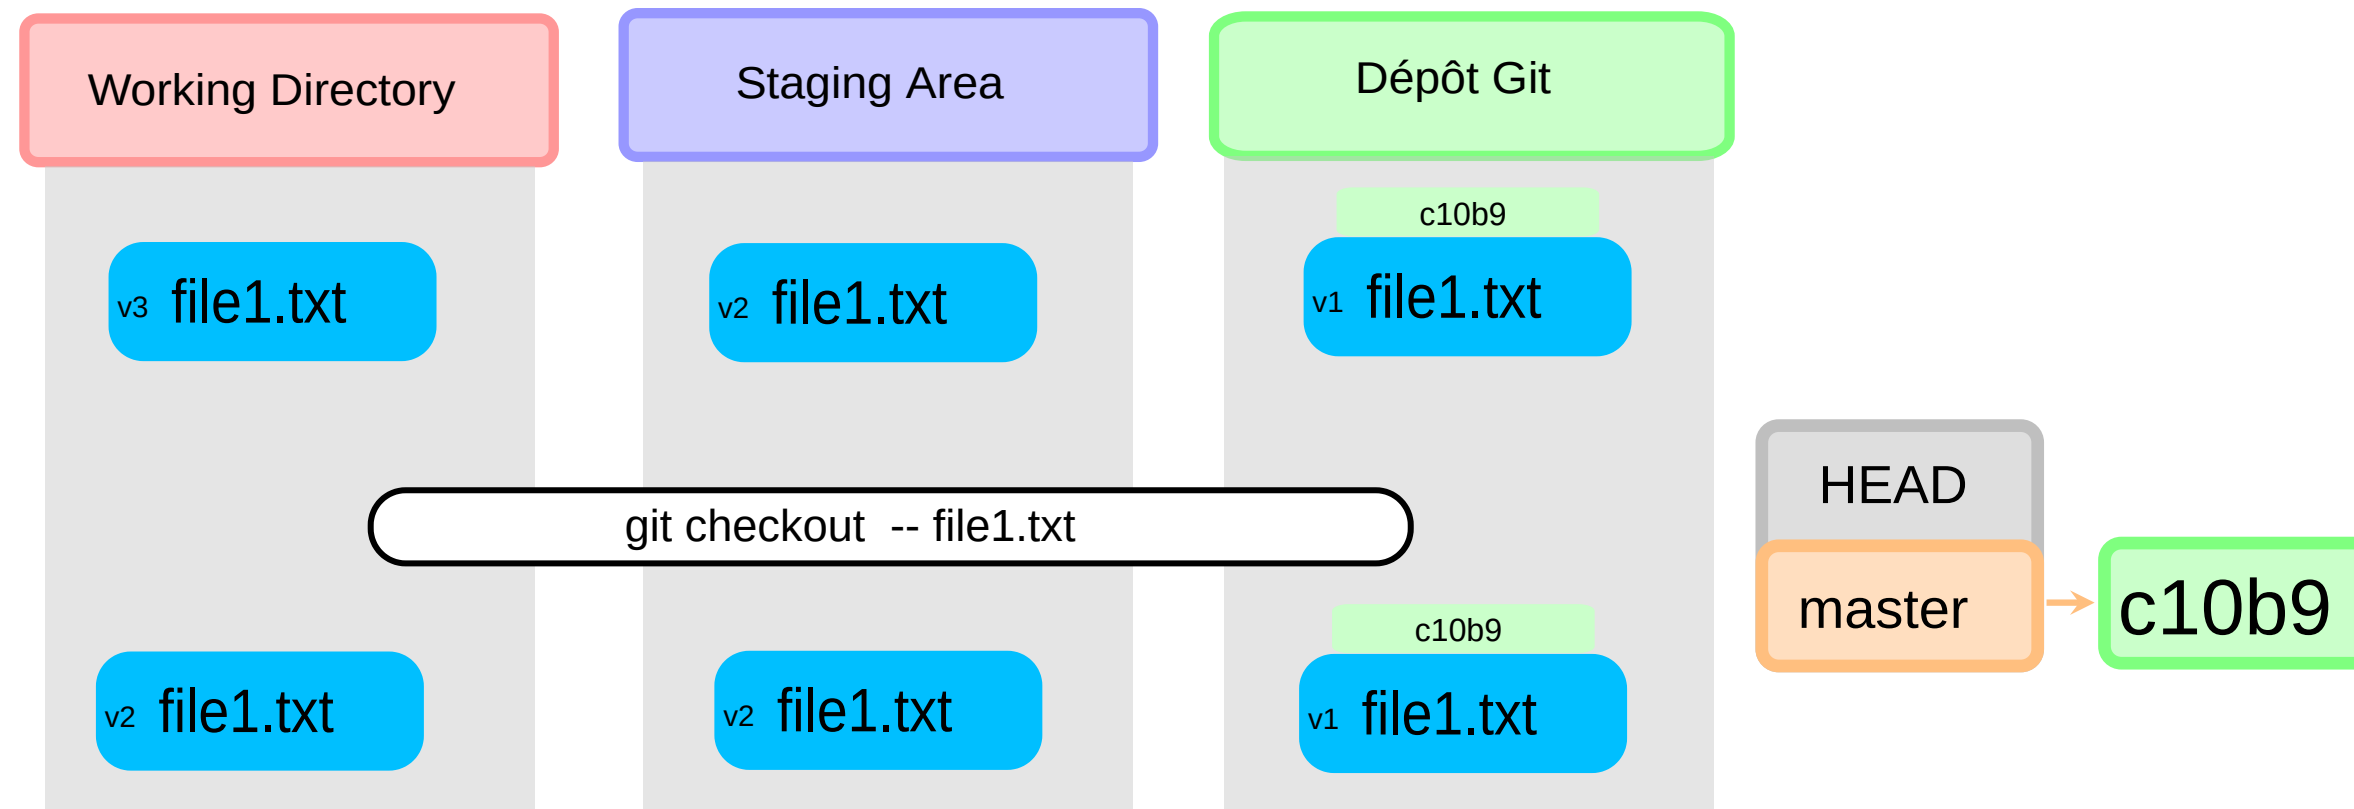 Working Directory
Staging Area
Dépôt Git
c10b9
v3 file1.txt
v2 file1.txt
v1 file1.txt
git checkout  -- file1.txt
HEAD
master
c10b9
c10b9
v2 file1.txt
v2 file1.txt
v1 file1.txt